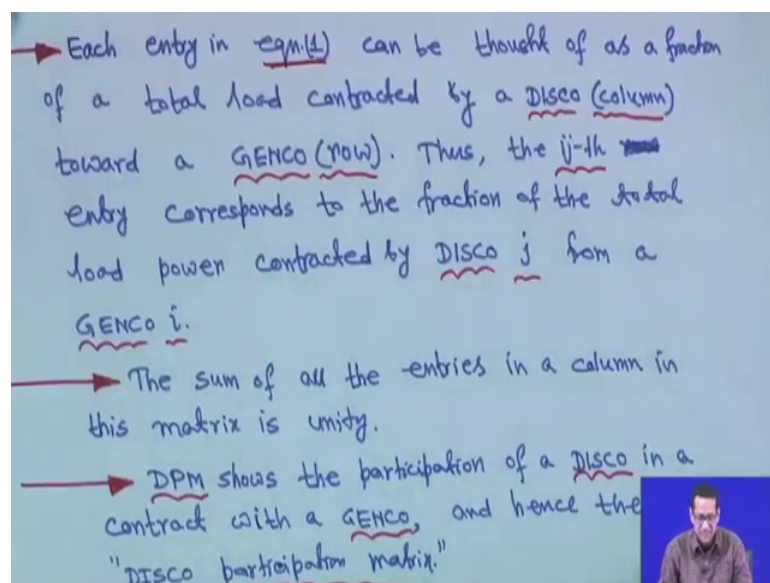 Each entry in eqn.(1) can be thought of as a fraction
of a total load contracted by a DISCO (column)
toward a GENCO (row). Thus, the ij-th
entry corresponds to the fraction of the total
load power contracted by DISCO j from a
GENCO i.
The sum of all the entries in a column in
this matrix is unity.
DPM shows the participation of a DISCO in a
contract with a GENCO, and hence the
"DISCO participation matrix."